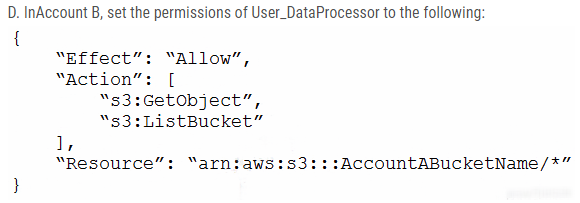 D. InAccount B, set the permissions of User_DataProcessor to the following:
{
“Effect”: “Allow”,
“Action”: [
“s3:GetObject”,
“s3:ListBucket”
],
“Resource”: “arn:aws:s3:::AccountABucketName/*”
}